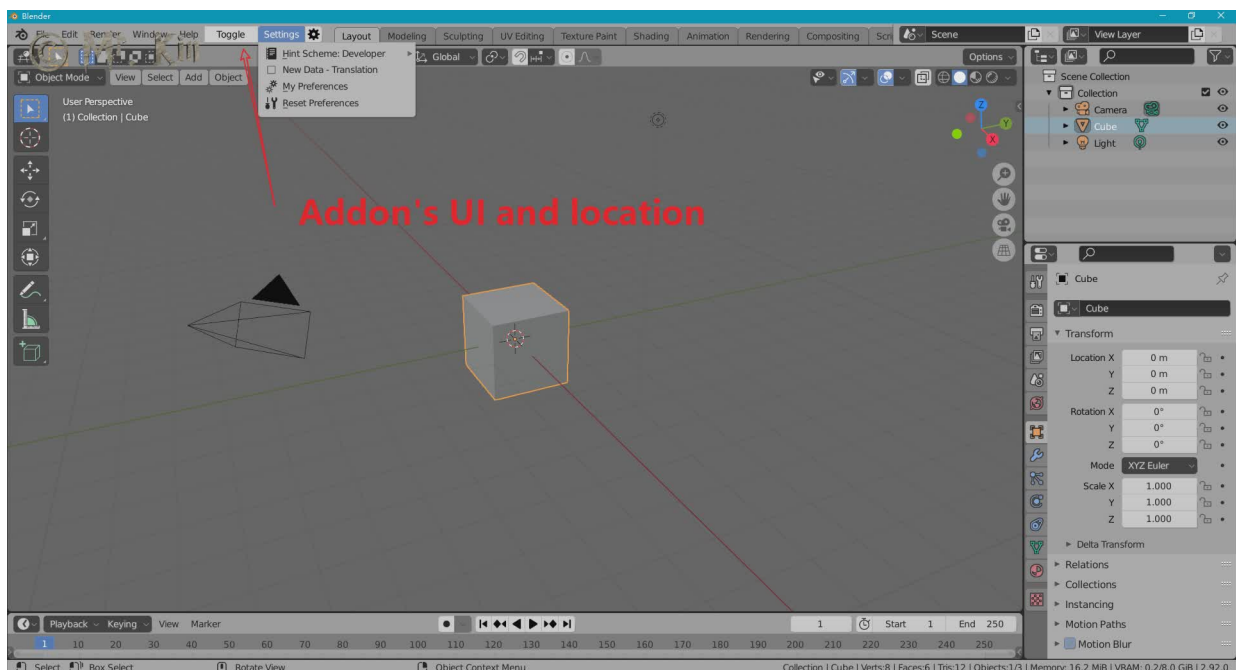 Blender
File Edit Render Window Help Toggle Settings Layout Modeling Sculpting UV Editing Texture Paint Shading Animation Rendering Compositing Scri Scene View Layer
© Mr_Kill
Global Options
Object Mode View Select Add Object
Hint Scheme: Developer
New Data - Translation
My Preferences
Reset Preferences
User Perspective
(1) Collection | Cube
Z
Y
X
Addon's UI and location
Scene Collection
Collection
Camera
Cube
Light
Cube
Cube
Transform
Location X 0 m
Y 0 m
Z 0 m
Rotation X 0°
Y 0°
Z 0°
Mode XYZ Euler
Scale X 1.000
Y 1.000
Z 1.000
Delta Transform
Relations
Collections
Instancing
Motion Paths
Motion Blur
Playback Keying View Marker 1 Start 1 End 250
1 10 20 30 40 50 60 70 80 90 100 110 120 130 140 150 160 170 180 190 200 210 220 230 240 250
Select Box Select Rotate View Object Context Menu Collection | Cube | Verts:8 | Faces:6 | Tris:12 | Objects:1/3 | Memory: 16.2 MiB | VRAM: 0.2/8.0 GiB | 2.92.0